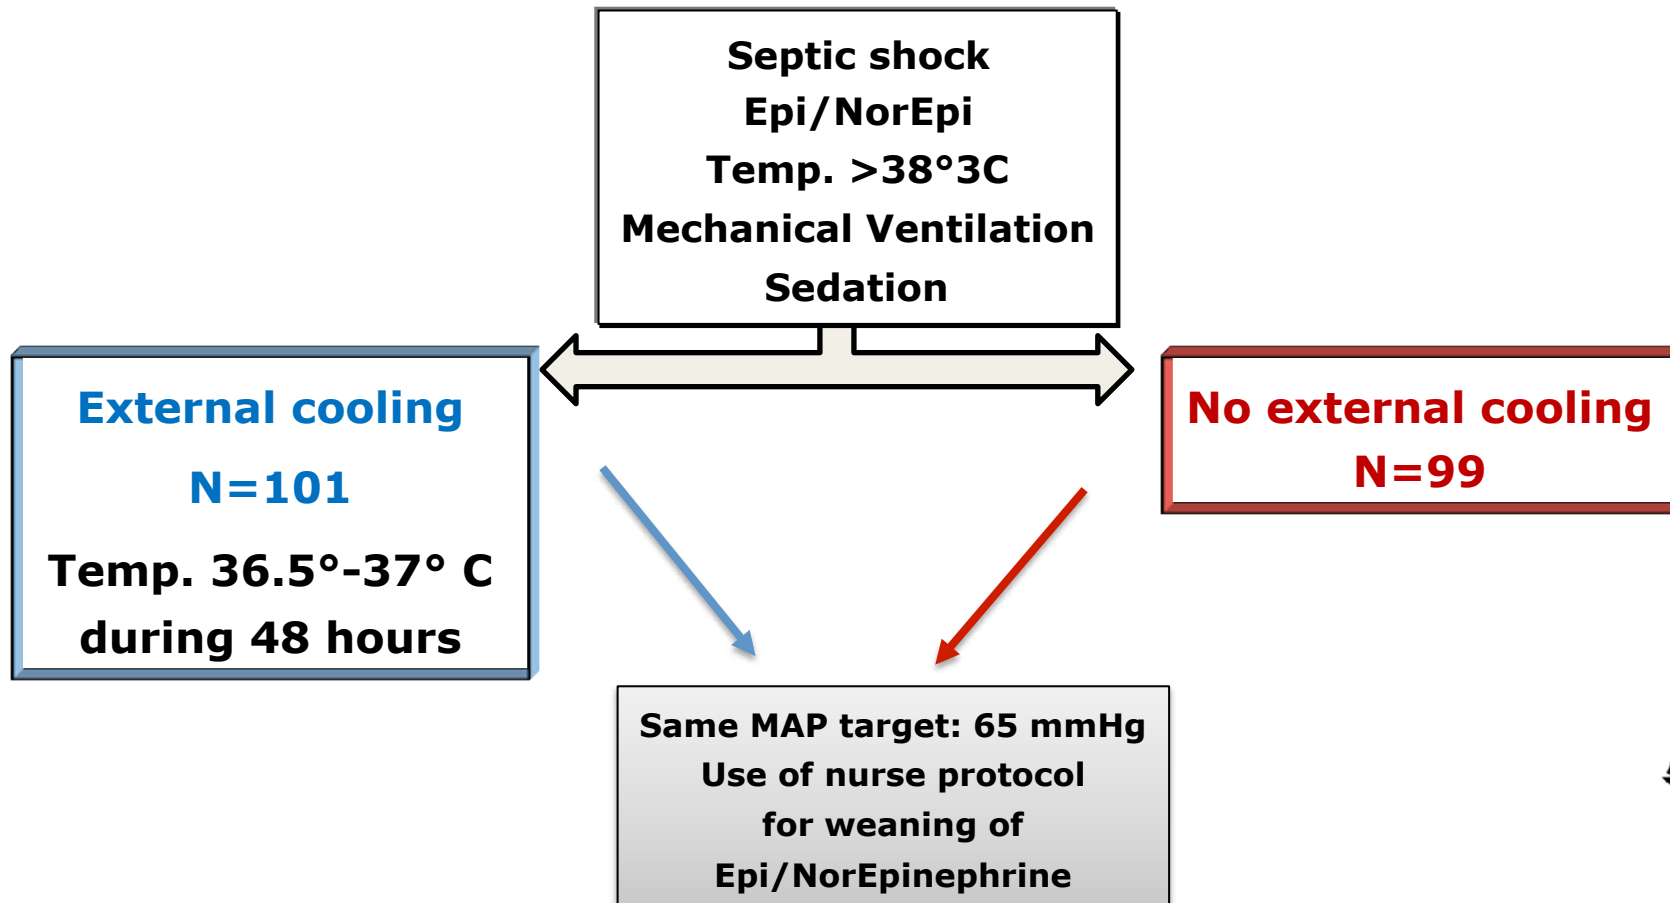 Septic shock
Epi/NorEpi
Temp. >38°3C
Mechanical Ventilation
Sedation
External cooling
N=101
Temp. 36.5°-37° C
during 48 hours
No external cooling
N=99
Same MAP target: 65 mmHg
Use of nurse protocol
for weaning of
Epi/NorEpinephrine